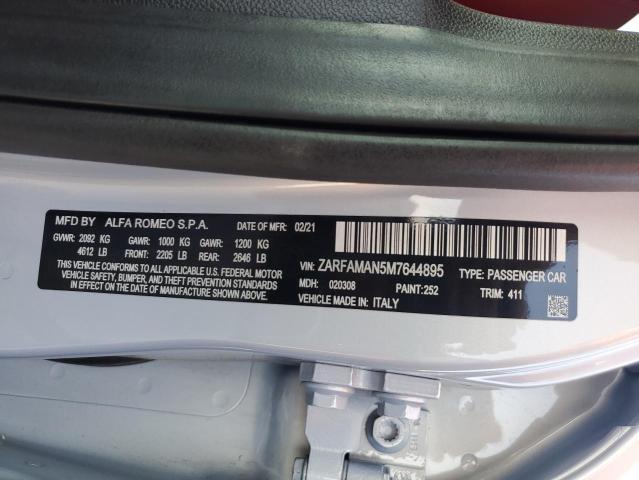 MFD BY ALFA ROMEO S.P.A. DATE OF MFR: 02/21
GVWR: 2092 KG GAWR: 1000 KG GAWR: 1200 KG
4612 LB FRONT: 2205 LB REAR: 2646 LB
THIS VEHICLE CONFORMS TO ALL APPLICABLE U.S. FEDERAL MOTOR
VEHICLE SAFETY, BUMPER, AND THEFT PREVENTION STANDARDS
IN EFFECT ON THE DATE OF MANUFACTURE SHOWN ABOVE.
VIN: ZARFAMAN5M7644895 TYPE: PASSENGER CAR
MDH: 020308 PAINT:252 TRIM: 411
VEHICLE MADE IN: ITALY